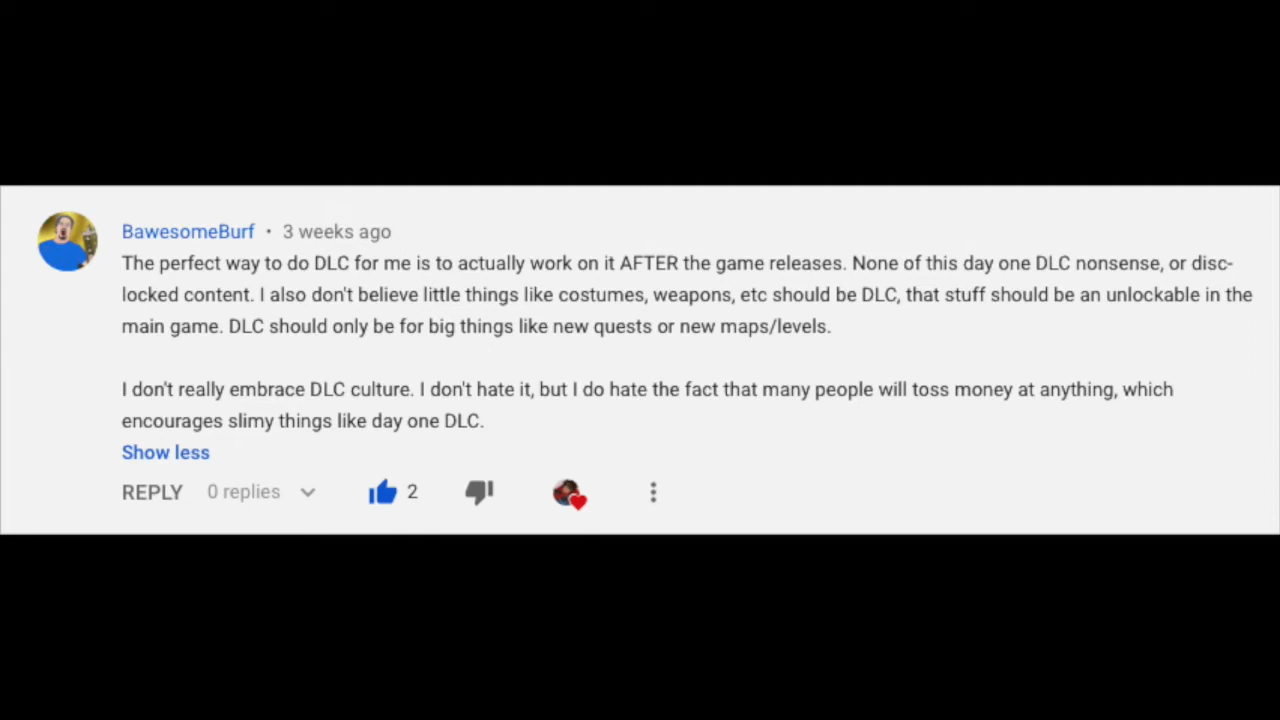 BawesomeBurf • 3 weeks ago
The perfect way to do DLC for me is to actually work on it AFTER the game releases. None of this day one DLC nonsense, or disc-
locked content. I also don't believe little things like costumes, weapons, etc should be DLC, that stuff should be an unlockable in the
main game. DLC should only be for big things like new quests or new maps/levels.
I don't really embrace DLC culture. I don't hate it, but I do hate the fact that many people will toss money at anything, which
encourages slimy things like day one DLC.
Show less
REPLY 0 replies 2